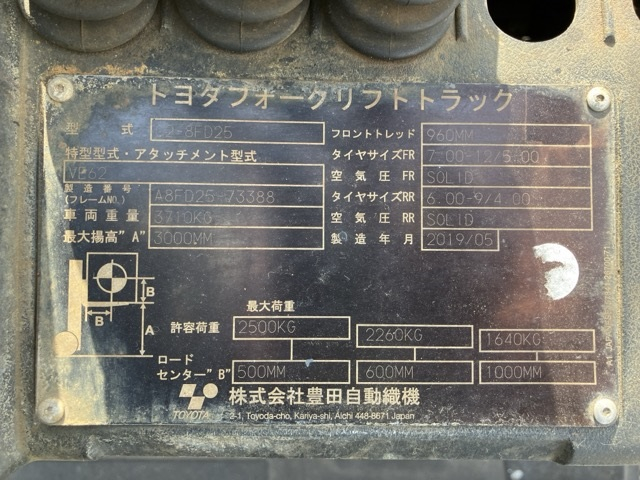 トヨタフォークリフトトラック
型式 52-8FD25 フロントトレッド 960MM
特型型式・アタッチメント型式 タイヤサイズFR 7.00-12/5.00
VE62 空気圧FR SOLID
製造番号(フレームNO.) A8FD25-73388 タイヤサイズRR 6.00-9/4.00
車両重量 3710KG 空気圧RR SOLID
最大揚高"A" 3000MM 製造年月 2019/05
B
B
A
最大荷重
許容荷重 2500KG 2260KG 1640KG
ロードセンター"B" 500MM 600MM 1000MM
TOYOTA 株式会社豊田自動織機
2-1, Toyoda-cho, Kariya-shi, Aichi 448-8671 Japan